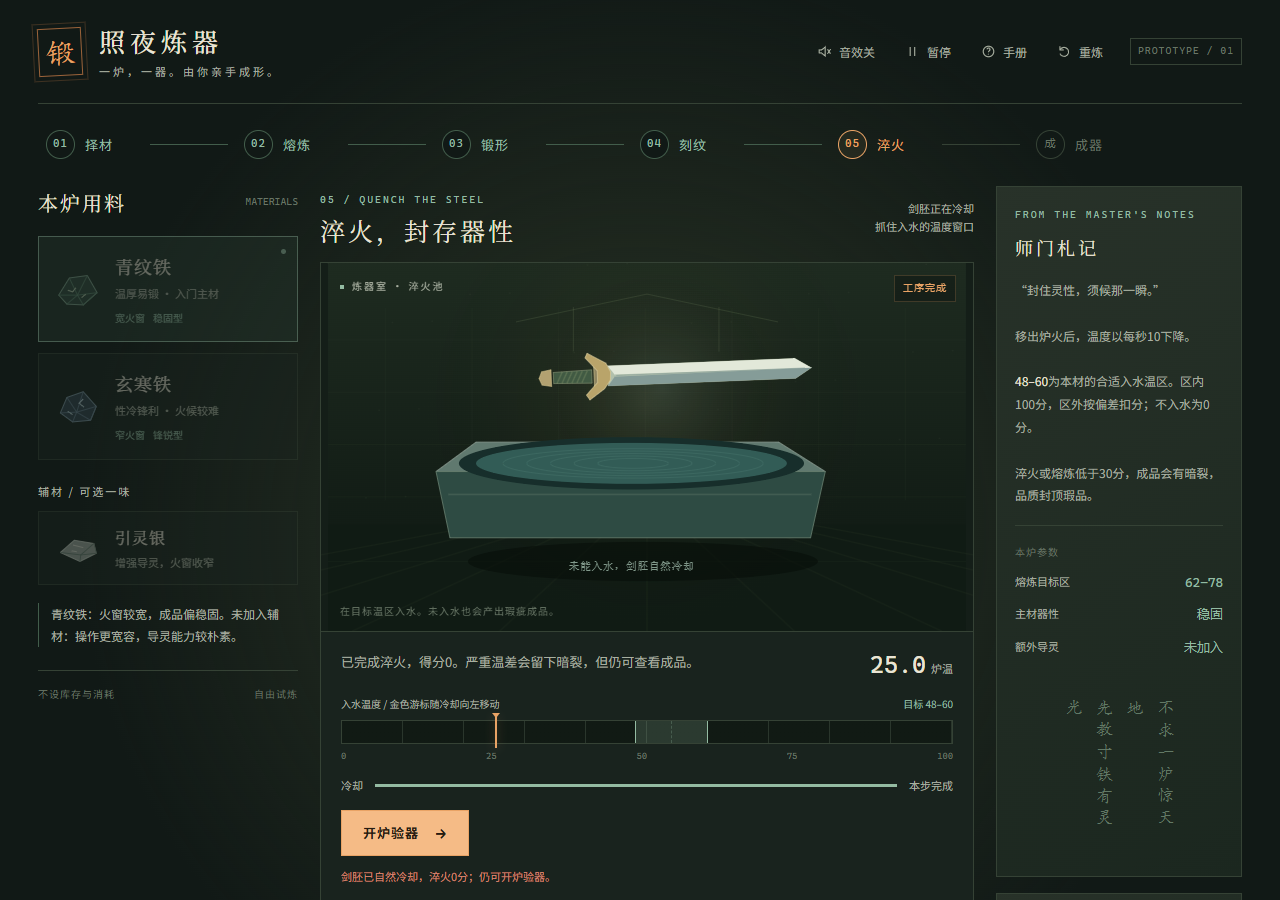 锻
照夜炼器
一炉，一器。由你亲手成形。
音效关
暂停
手册
重炼
PROTOTYPE / 01
01 择材
02 熔炼
03 锻形
04 刻纹
05 淬火
成 成器
本炉用料
MATERIALS
青纹铁
温厚易锻 · 入门主材
宽火窗 稳固型
玄寒铁
性冷锋利 · 火候较难
窄火窗 锋锐型
辅材 / 可选一味
引灵银
增强导灵，火窗收窄
青纹铁：火窗较宽，成品偏稳固。未加入辅
材：操作更宽容，导灵能力较朴素。
不设库存与消耗
自由试炼
05 / QUENCH THE STEEL
淬火，封存器性
剑胚正在冷却
抓住入水的温度窗口
炼器室 · 淬火池
工序完成
未能入水，剑胚自然冷却
在目标温区入水。未入水也会产出瑕疵成品。
已完成淬火，得分0。严重温差会留下暗裂，但仍可查看成品。
25.0 炉温
入水温度 / 金色游标随冷却向左移动
目标 48–60
0
25
50
75
100
冷却
本步完成
开炉验器 →
剑胚已自然冷却，淬火0分；仍可开炉验器。
FROM THE MASTER'S NOTES
师门札记
“封住灵性，须候那一瞬。”
移出炉火后，温度以每秒10下降。
48–60为本材的合适入水温区。区内
100分，区外按偏差扣分；不入水为0
分。
淬火或熔炼低于30分，成品会有暗裂，
品质封顶瑕品。
本炉参数
熔炼目标区
62–78
主材器性
稳固
额外导灵
未加入
不求一炉惊天
地
先教寸铁有灵
光